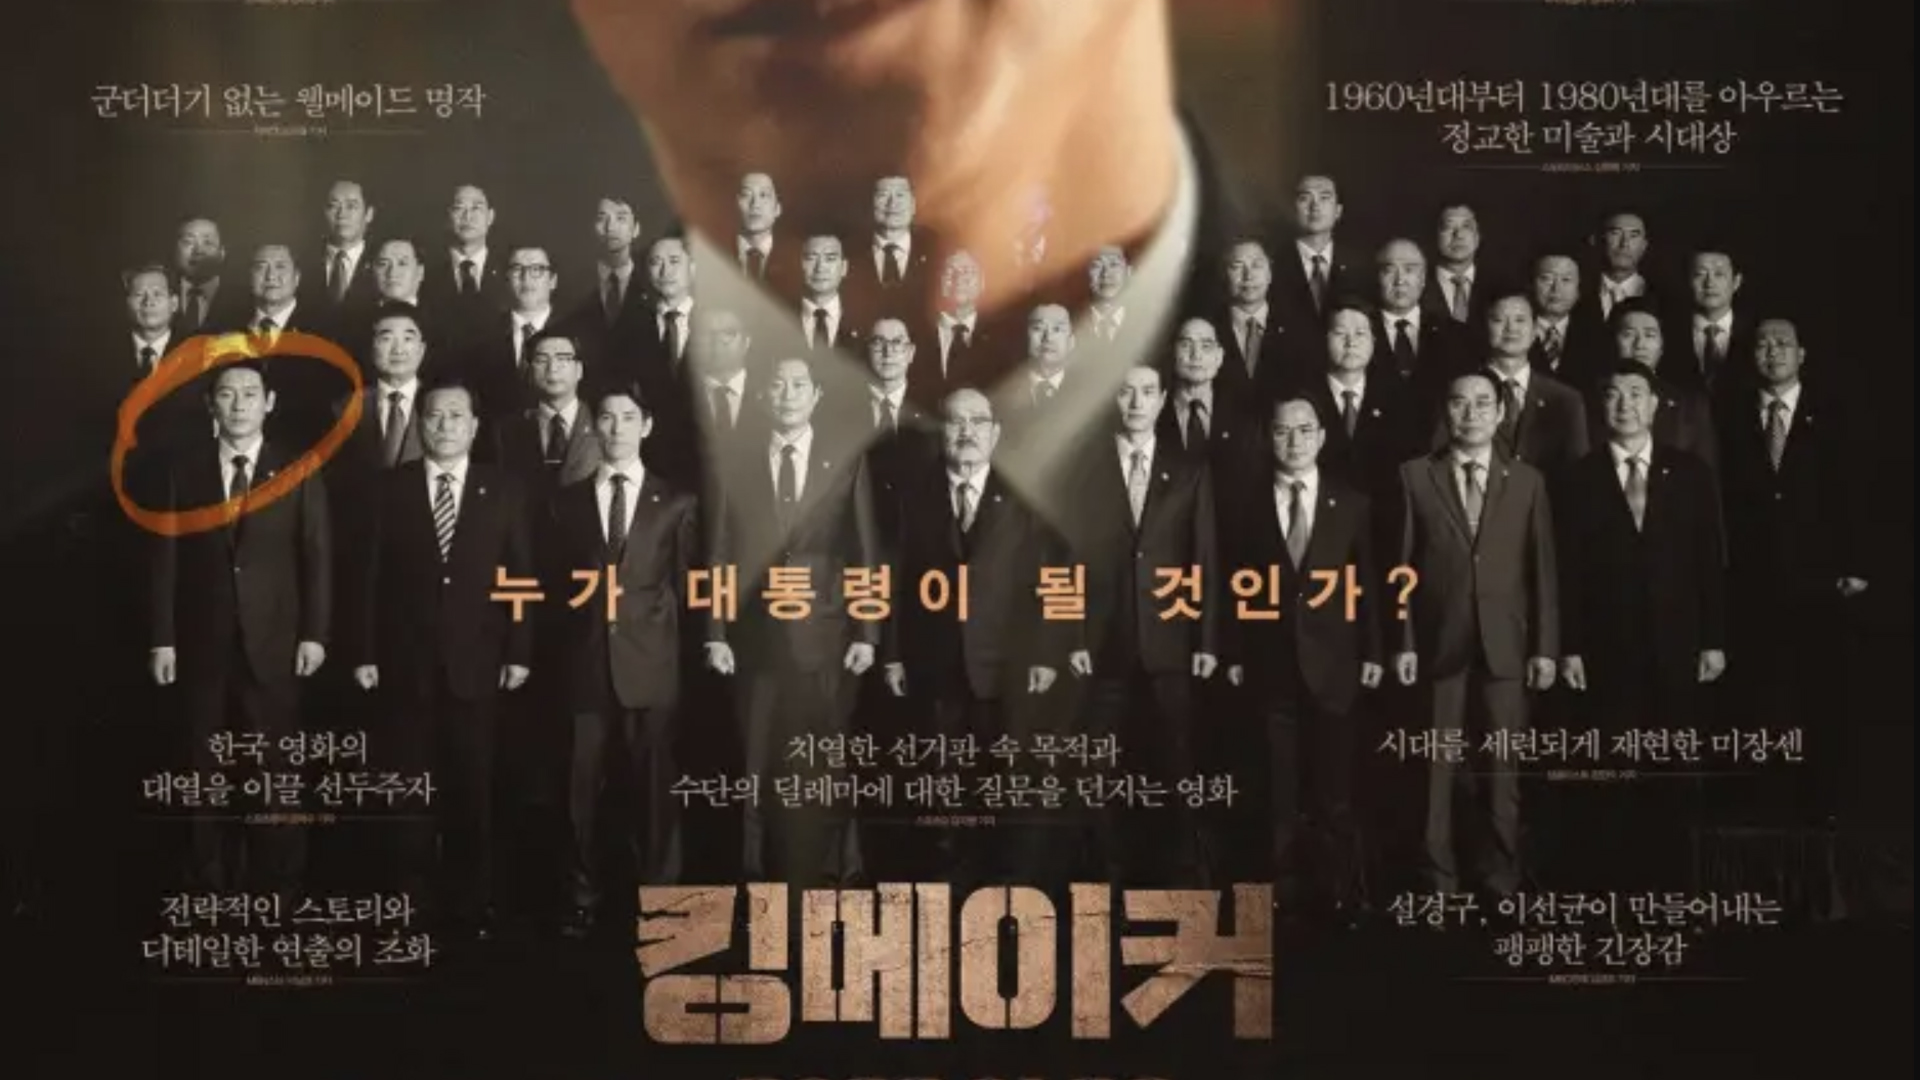 군더더기 없는 웰메이드 명작
1960년대부터 1980년대를 아우르는
정교한 미술과 시대상
누가 대통령이 될 것인가?
한국 영화의
대열을 이끌 선두주자
치열한 선거판 속 목적과
수단의 딜레마에 대한 질문을 던지는 영화
시대를 세련되게 재현한 미장센
전략적인 스토리와
디테일한 연출의 조화
설경구, 이선균이 만들어내는
팽팽한 긴장감
킹메이커